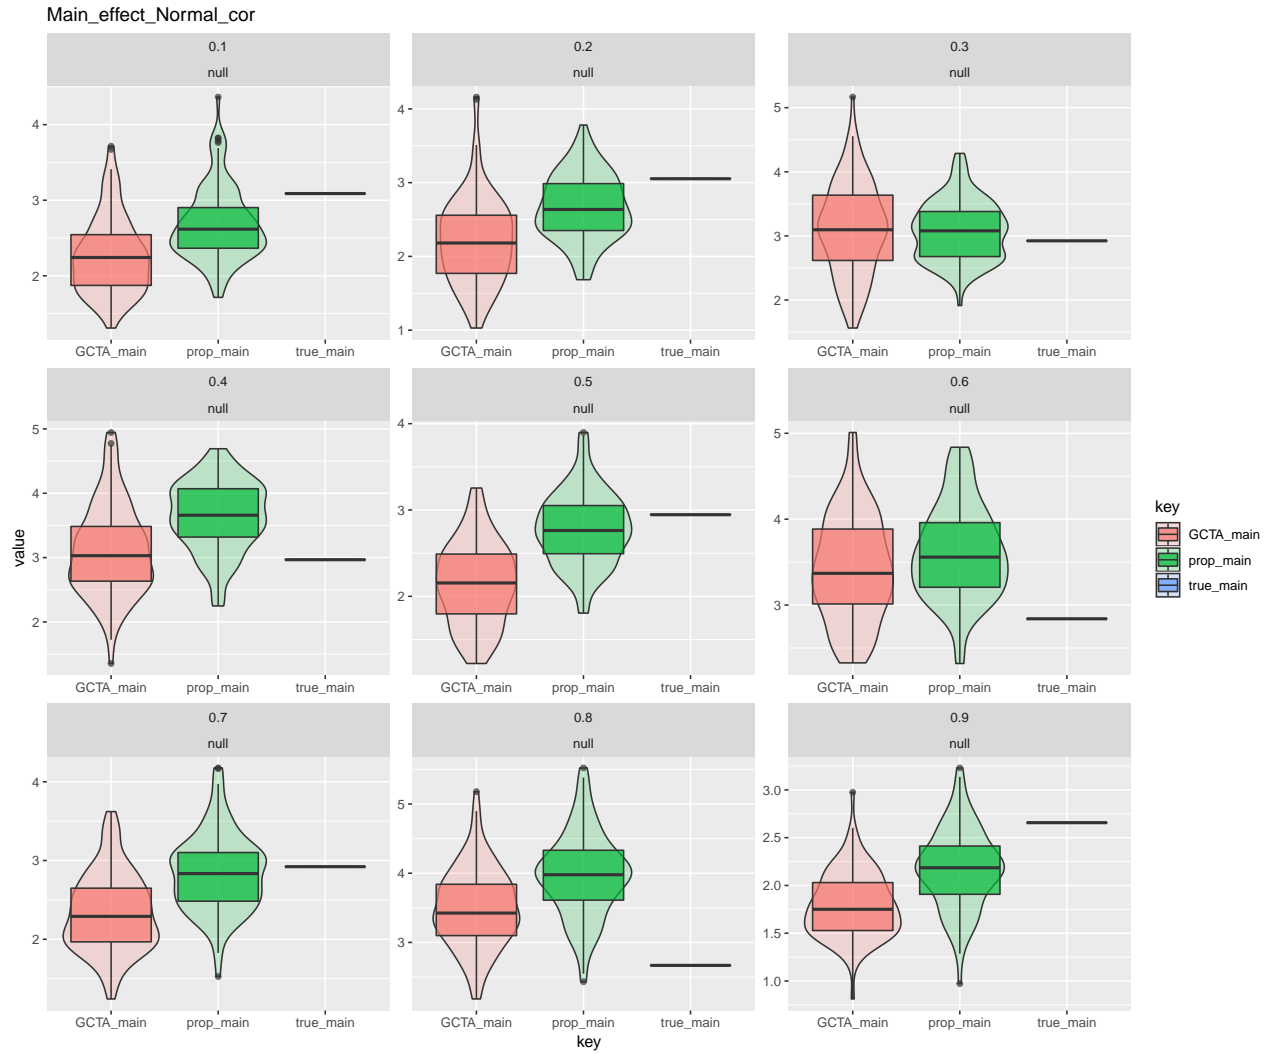 Main_effect_Normal_cor
0.1
null
0.2
null
0.3
null
4
3
2
4
3
2
1
5
4
3
2
GCTA_main prop_main true_main
GCTA_main prop_main true_main
GCTA_main prop_main true_main
0.4
null
0.5
null
0.6
null
5
4
3
2
4
3
2
5
4
3
GCTA_main prop_main true_main
GCTA_main prop_main true_main
GCTA_main prop_main true_main
0.7
null
0.8
null
0.9
null
4
3
2
5
4
3
3.0
2.5
2.0
1.5
1.0
GCTA_main prop_main true_main
GCTA_main prop_main true_main
GCTA_main prop_main true_main
value
key
key
GCTA_main
prop_main
true_main